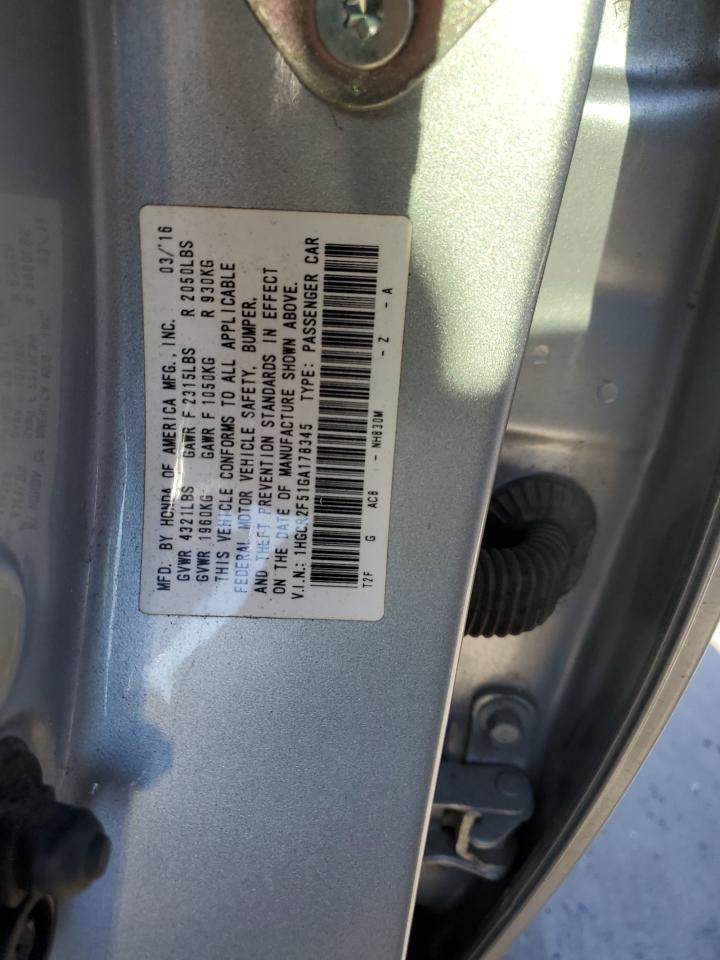 MFD. BY HONDA OF AMERICA MFG., INC. 03/'16
GVWR 4321LBS GAWR F 2315LBS R 2050LBS
GVWR 1960KG GAWR F 1050KG R 930KG
THIS VEHICLE CONFORMS TO ALL APPLICABLE
FEDERAL MOTOR VEHICLE SAFETY, BUMPER,
AND THEFT PREVENTION STANDARDS IN EFFECT
ON THE DATE OF MANUFACTURE SHOWN ABOVE.
V.I.N.: 1HGCR2F51GA178345 TYPE: PASSENGER CAR
T2F G AC8 - NH830M - Z - A